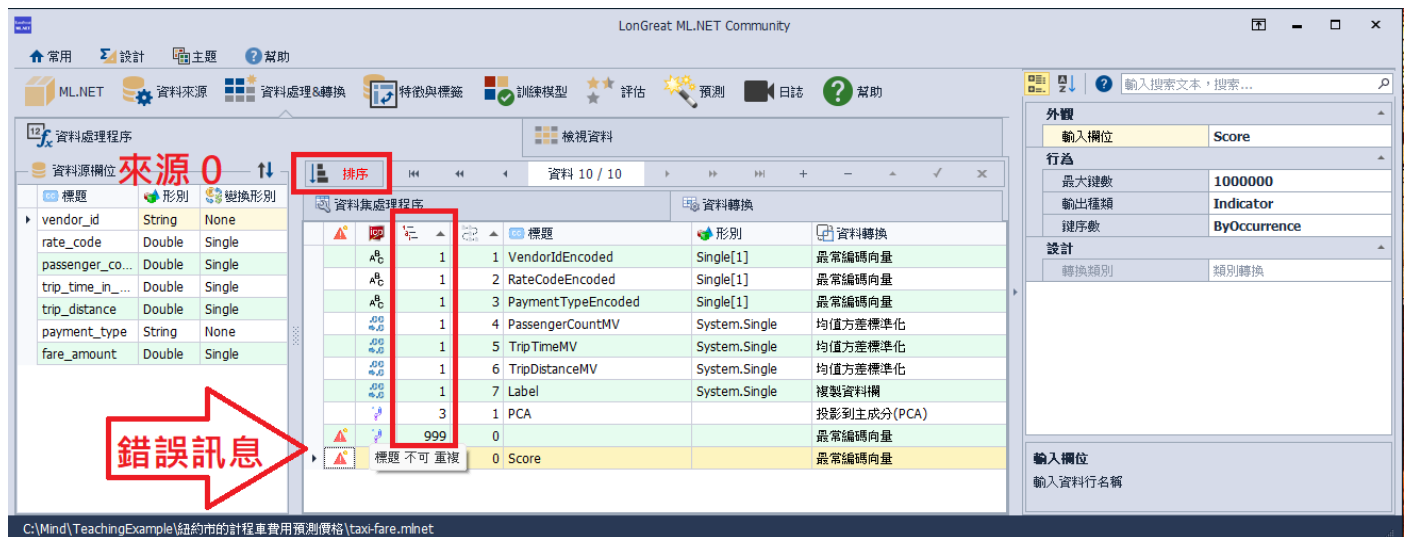 LonGreat ML.NET Community
常用 設計 主題 幫助
ML.NET 資料來源 資料處理&轉換 特徵與標籤 訓練模型 評估 預測 日誌 幫助
輸入搜索文本，搜索...
資料處理程序 檢視資料
資料源欄位 來源 0
排序 資料 10 / 10
標題 形別 變換形別
vendor_id String None
rate_code Double Single
passenger_co... Double Single
trip_time_in_... Double Single
trip_distance Double Single
payment_type String None
fare_amount Double Single
資料集處理程序 資料轉換
標題 形別 資料轉換
1 1 VendorIdEncoded Single[1] 最常編碼向量
1 2 RateCodeEncoded Single[1] 最常編碼向量
1 3 PaymentTypeEncoded Single[1] 最常編碼向量
1 4 PassengerCountMV System.Single 均值方差標準化
1 5 TripTimeMV System.Single 均值方差標準化
1 6 TripDistanceMV System.Single 均值方差標準化
1 7 Label System.Single 複製資料欄
3 1 PCA 投影到主成分(PCA)
999 0 最常編碼向量
標題 不可 重複 0 Score 最常編碼向量
錯誤訊息
外觀
輸入欄位 Score
行為
最大鍵數 1000000
輸出種類 Indicator
鍵序數 ByOccurrence
設計
轉換類別 類別轉換
輸入欄位
輸入資料行名稱
C:\Mind\TeachingExample\紐約市的計程車費用預測價格\taxi-fare.mlnet